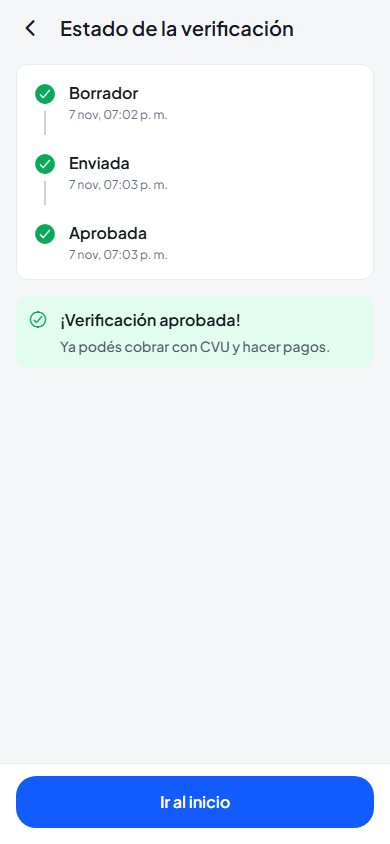 Estado de la verificación
Borrador
7 nov, 07:02 p. m.
Enviada
7 nov, 07:03 p. m.
Aprobada
7 nov, 07:03 p. m.
¡Verificación aprobada!
Ya podés cobrar con CVU y hacer pagos.
Ir al inicio